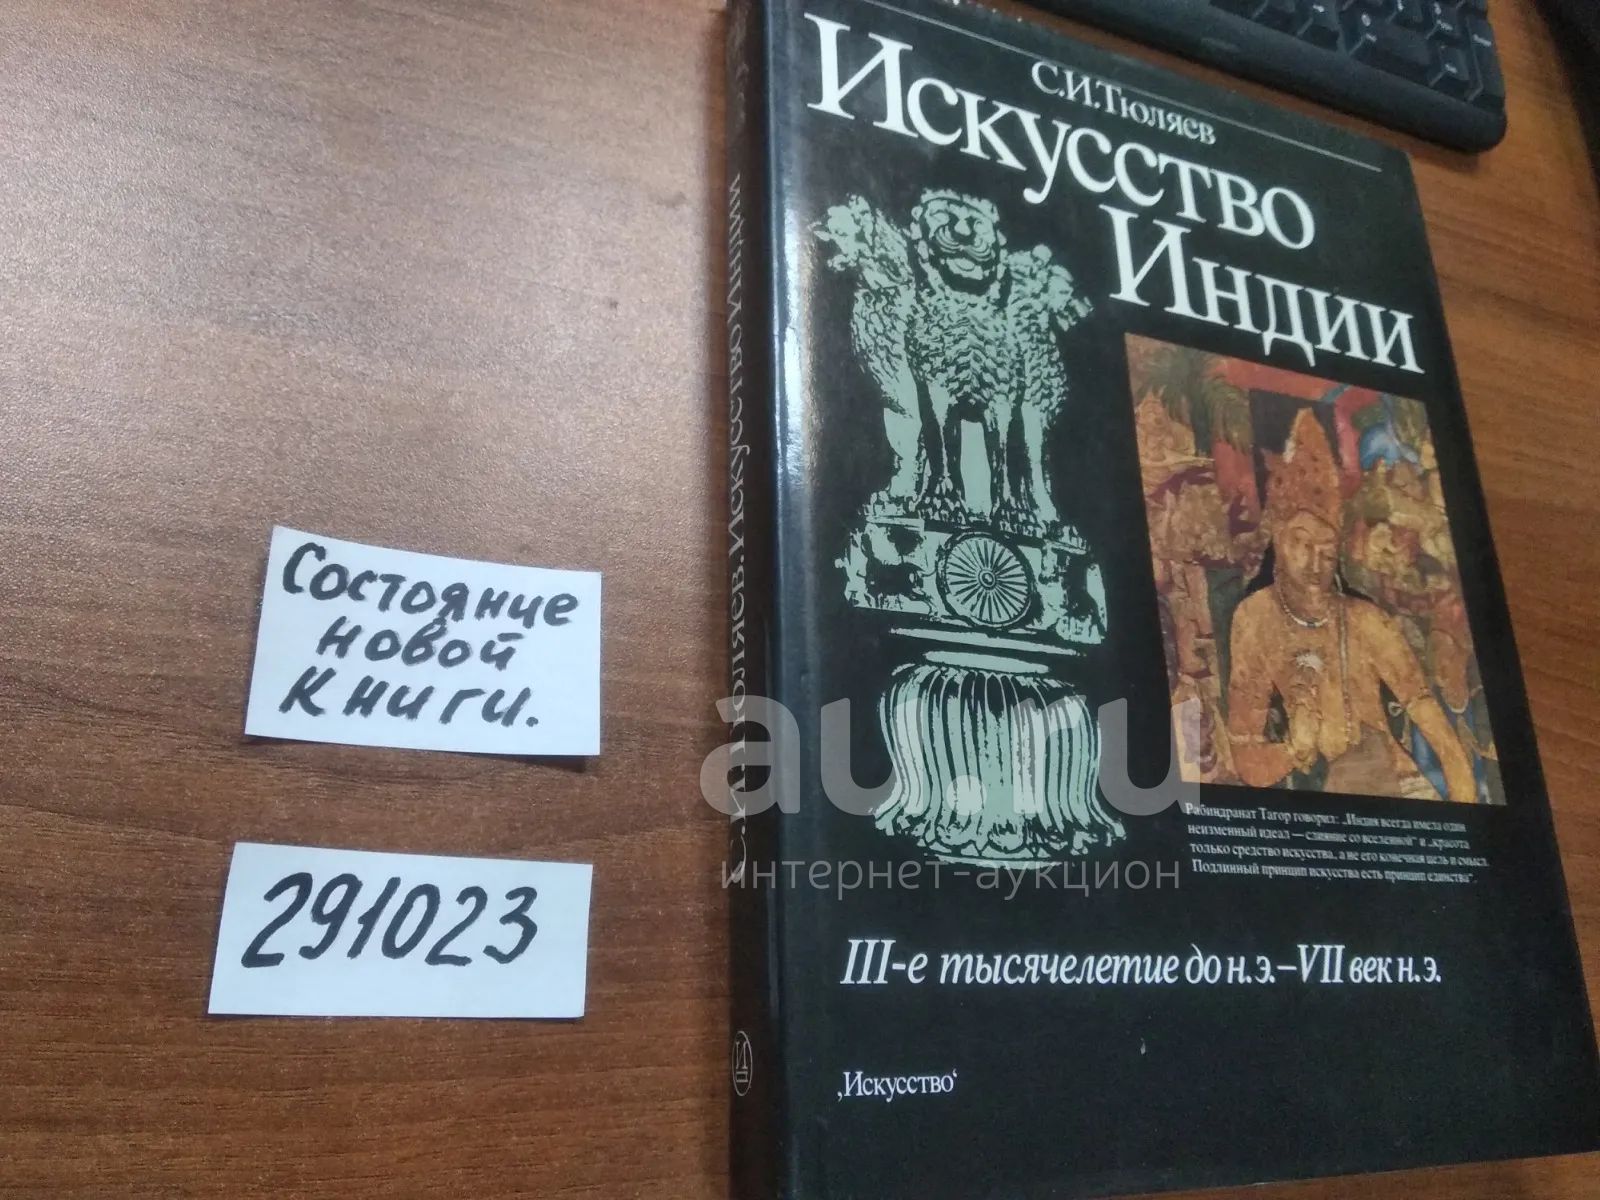 С.И.Тюляев
Искусство
Индии
Рабиндранат Тагор говорил: „Индия всегда имела один
неизменный идеал — слияние со вселенной" и „красота
только средство искусства, а не его конечная цель и смысл.
Подлинный принцип искусства есть принцип единства".
III-е тысячелетие до н.э.–VII век н.э.
‚Искусство‘
С.И.Тюляев. Искусство Индии
Состояние
новой
книги.
291023
au.ru
интернет-аукцион